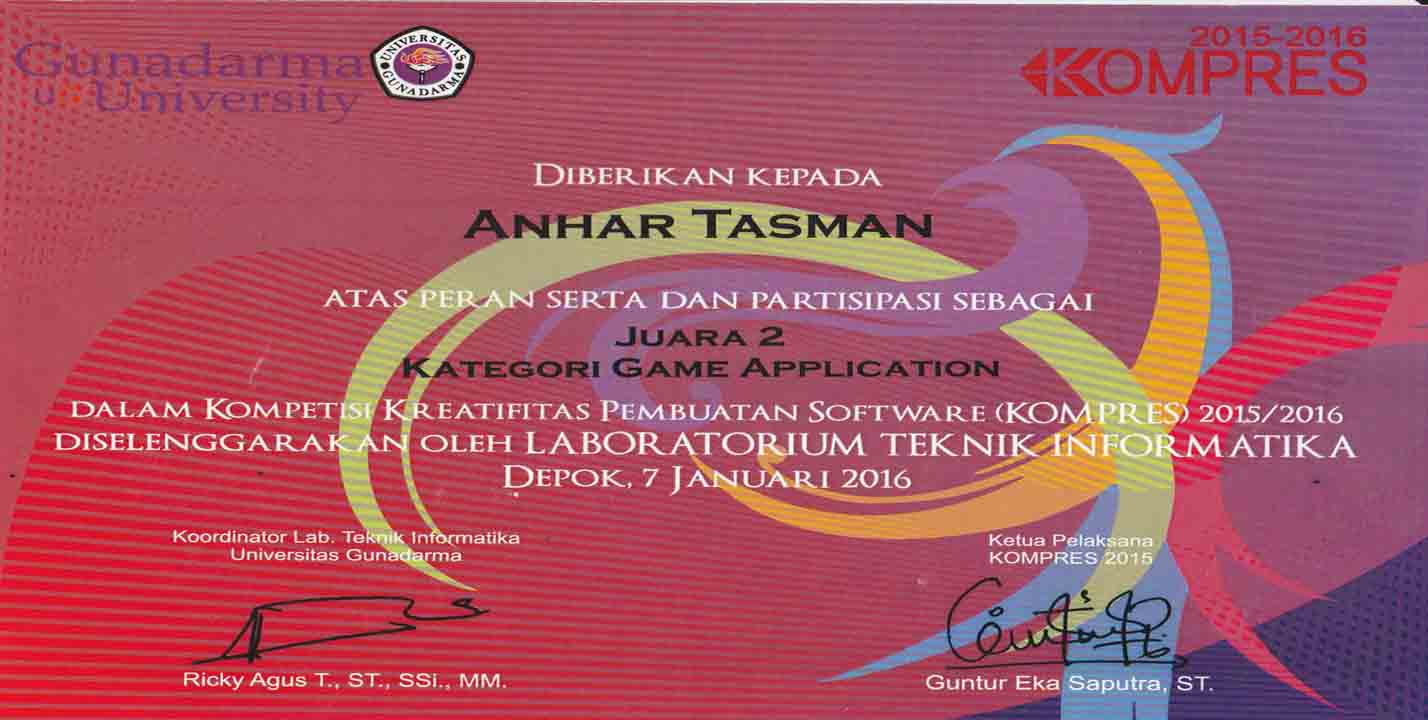 Gunadarma
University
UNIVERSITAS
GUNADARMA
2015-2016
KOMPRES
DIBERIKAN KEPADA
ANHAR TASMAN
ATAS PERAN SERTA DAN PARTISIPASI SEBAGAI
JUARA 2
KATEGORI GAME APPLICATION
DALAM KOMPETISI KREATIFITAS PEMBUATAN SOFTWARE (KOMPRES) 2015/2016
DISELENGGARAKAN OLEH LABORATORIUM TEKNIK INFORMATIKA
DEPOK, 7 JANUARI 2016
Koordinator Lab. Teknik Informatika
Universitas Gunadarma
Ricky Agus T., ST., SSi., MM.
Ketua Pelaksana
KOMPRES 2015
Guntur Eka Saputra, ST.